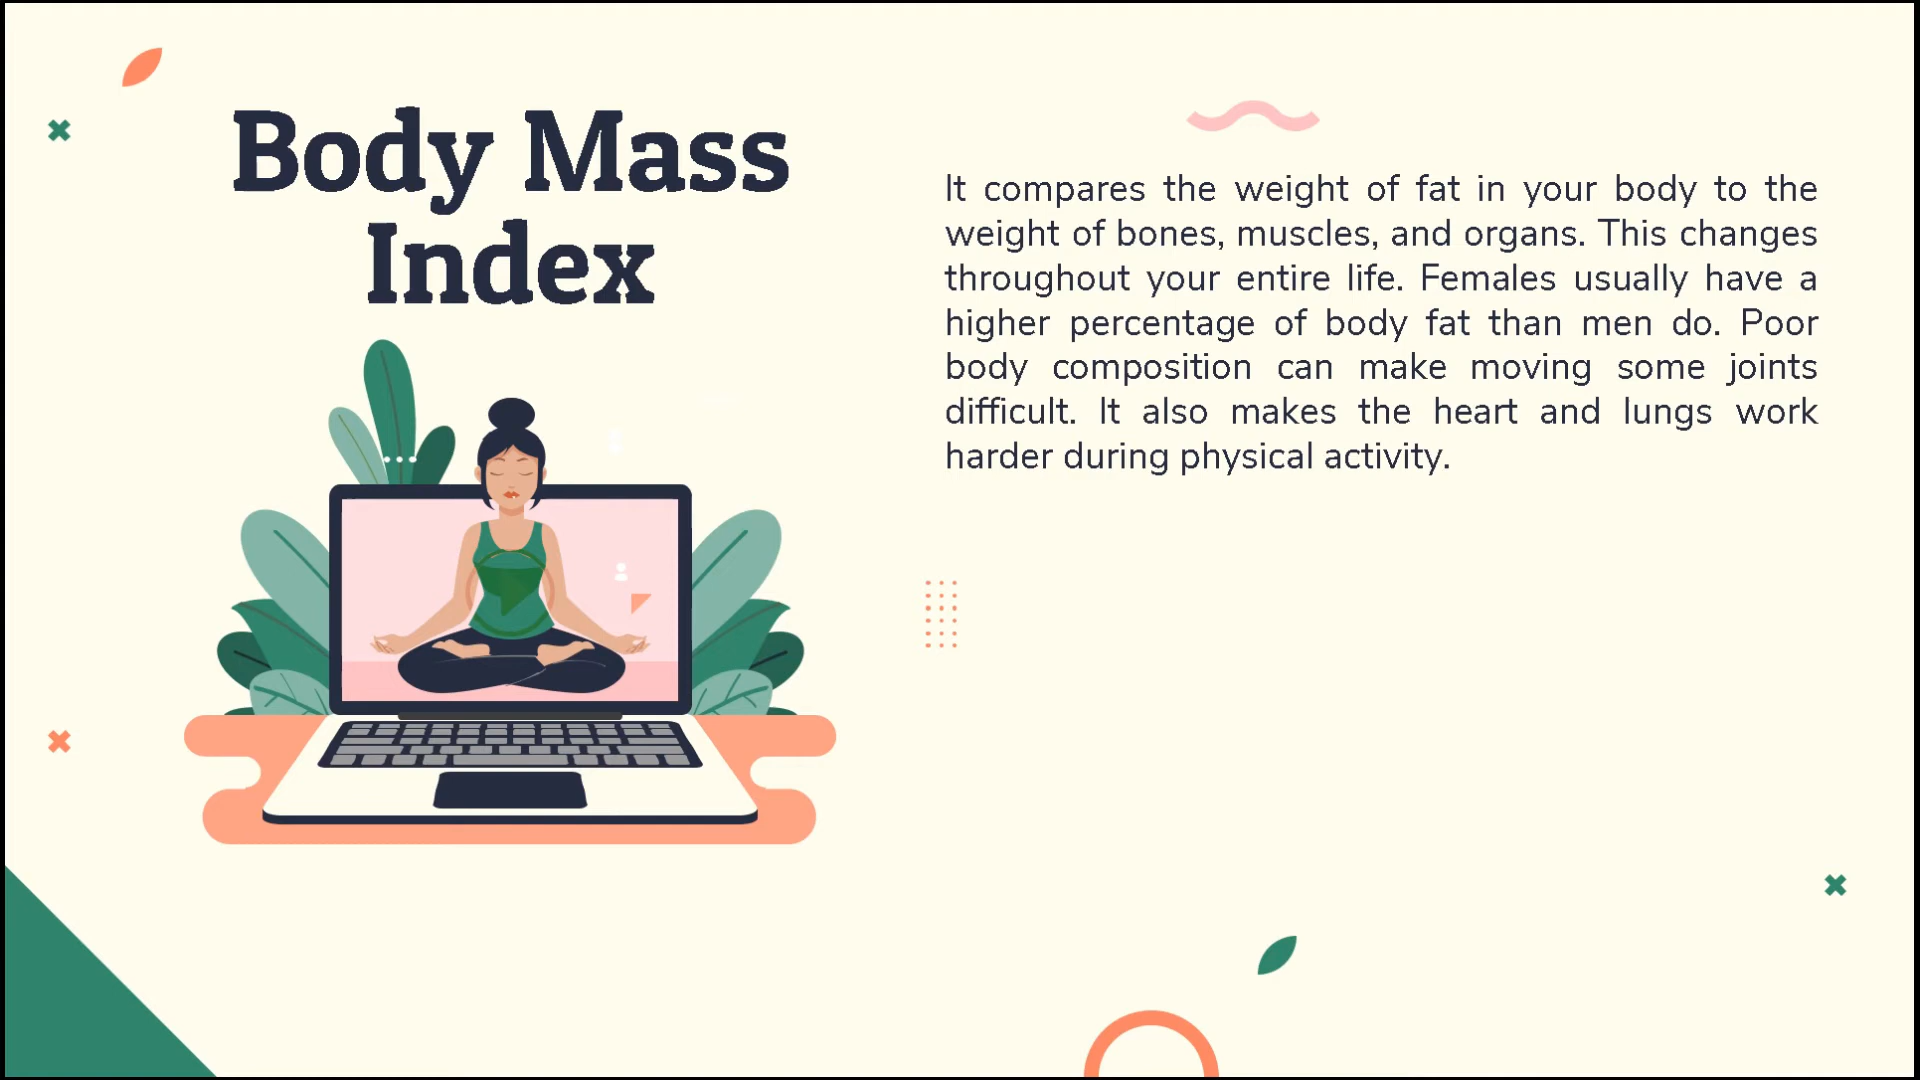 Body Mass
Index
It compares the weight of fat in your body to the
weight of bones, muscles, and organs. This changes
throughout your entire life. Females usually have a
higher percentage of body fat than men do. Poor
body composition can make moving some joints
difficult. It also makes the heart and lungs work
harder during physical activity.